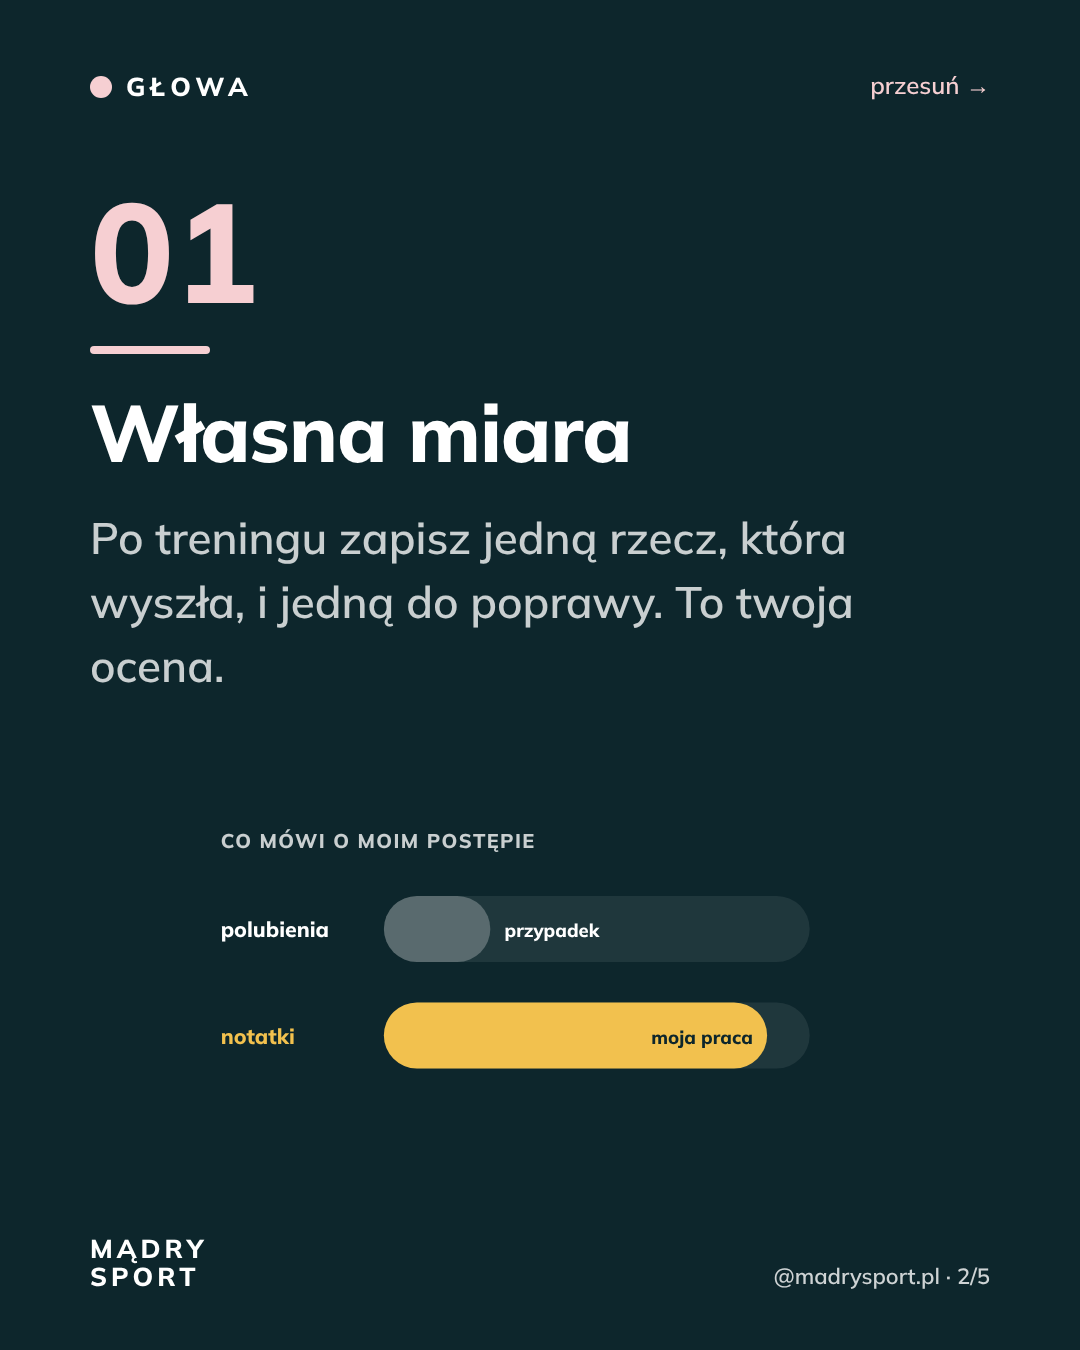 GŁOWA
przesuń →
01
Własna miara
Po treningu zapisz jedną rzecz, która
wyszła, i jedną do poprawy. To twoja
ocena.
CO MÓWI O MOIM POSTĘPIE
polubienia
przypadek
notatki
moja praca
MĄDRY
SPORT
@madrysport.pl · 2/5